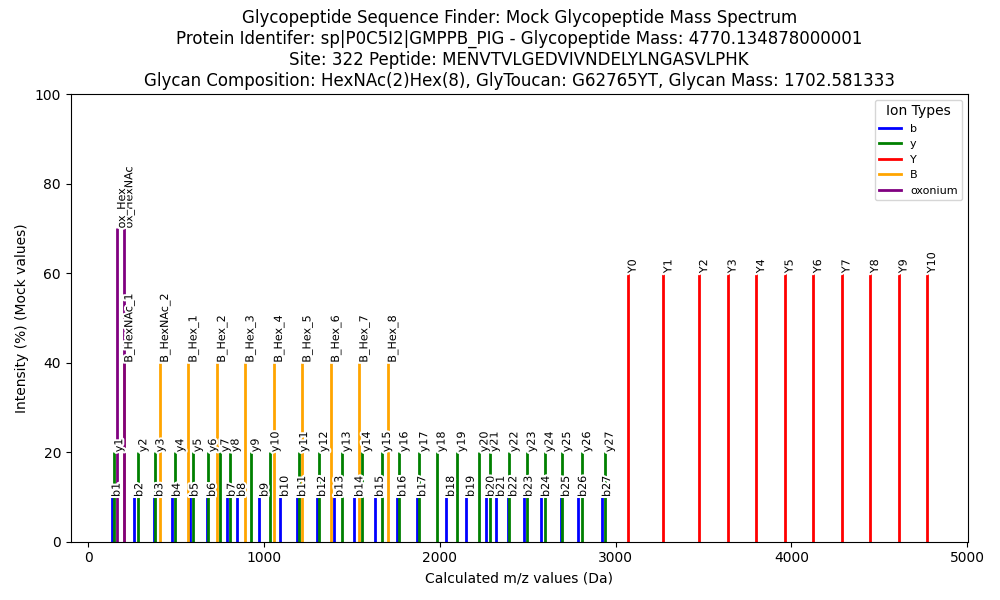 Glycopeptide Sequence Finder: Mock Glycopeptide Mass Spectrum
Protein Identifer: sp|P0C5I2|GMPPB_PIG - Glycopeptide Mass: 4770.134878000001
Site: 322 Peptide: MENVTVLGEDVIVNDELYLNGASVLPHK
Glycan Composition: HexNAc(2)Hex(8), GlyToucan: G62765YT, Glycan Mass: 1702.581333
Intensity (%) (Mock values)
100
80
60
40
20
0
Ion Types
b
y
Y
B
oxonium
ox_Hex
ox_HexNAc
Y0
Y1
Y2
Y3
Y4
Y5
Y6
Y7
Y8
Y9
Y10
B_HexNAc_1
B_HexNAc_2
B_Hex_1
B_Hex_2
B_Hex_3
B_Hex_4
B_Hex_5
B_Hex_6
B_Hex_7
B_Hex_8
y1
y2
y3
y4
y5
y6
y7
y8
y9
y10
y11
y12
y13
y14
y15
y16
y17
y18
y19
y20
y21
y22
y23
y24
y25
y26
y27
b1
b2
b3
b4
b5
b6
b7
b8
b9
b10
b11
b12
b13
b14
b15
b16
b17
b18
b19
b20
b21
b22
b23
b24
b25
b26
b27
0
1000
2000
3000
4000
5000
Calculated m/z values (Da)